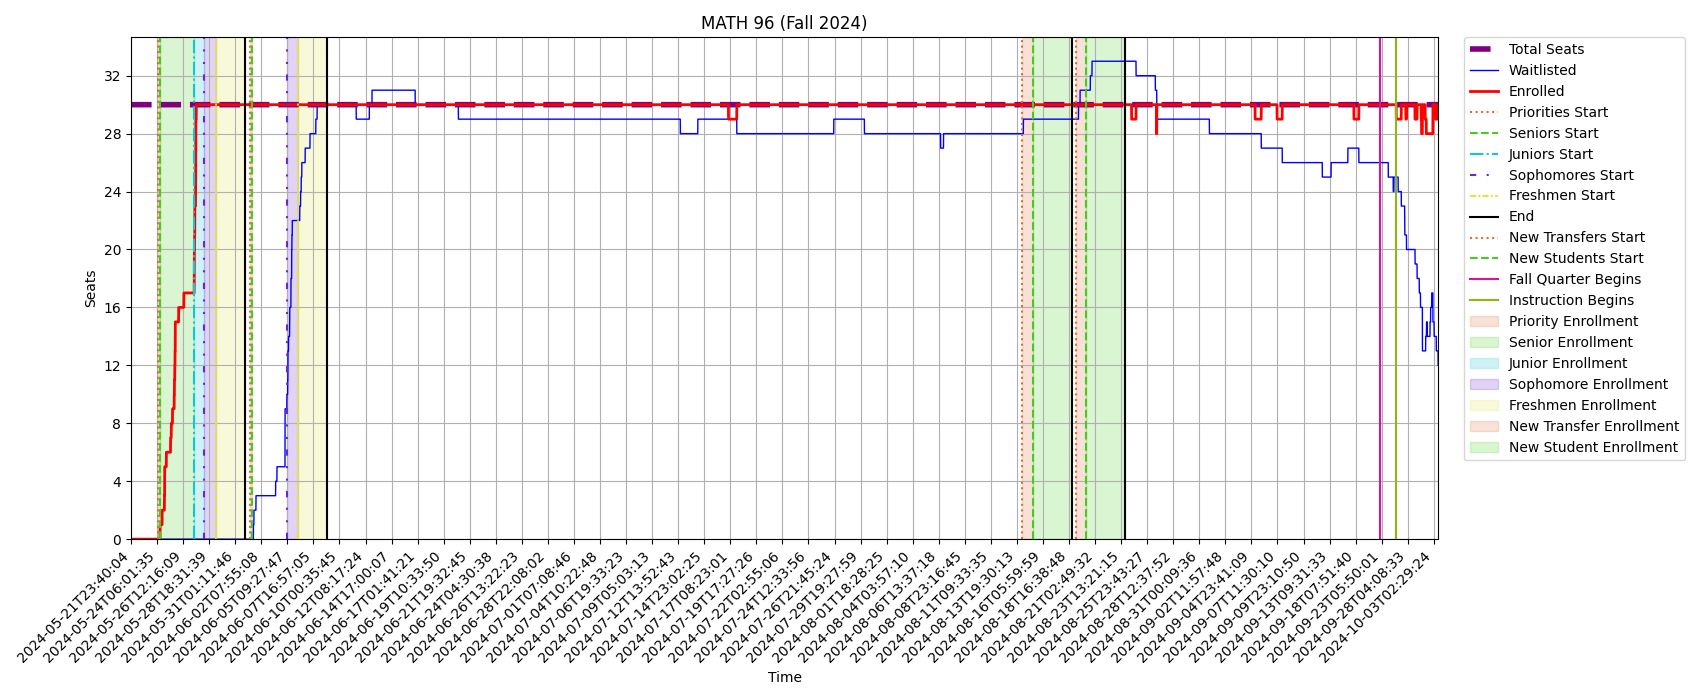 MATH 96 (Fall 2024)
Seats
32
28
24
20
16
12
8
4
0
2024-05-21T23:40:04
2024-05-24T06:01:35
2024-05-26T12:16:09
2024-05-28T18:31:39
2024-05-31T01:11:46
2024-06-02T07:55:08
2024-06-05T09:27:47
2024-06-07T16:57:05
2024-06-10T00:35:45
2024-06-12T08:17:24
2024-06-14T17:00:07
2024-06-17T01:41:23
2024-06-19T10:33:50
2024-06-21T19:32:45
2024-06-24T04:30:38
2024-06-26T13:22:23
2024-06-28T22:08:02
2024-07-01T07:08:46
2024-07-04T10:22:48
2024-07-06T19:33:23
2024-07-09T05:03:13
2024-07-12T13:52:43
2024-07-14T23:02:25
2024-07-17T08:23:01
2024-07-19T17:27:26
2024-07-22T07:55:06
2024-07-24T12:33:56
2024-07-26T21:45:24
2024-07-29T19:27:59
2024-08-01T18:28:25
2024-08-04T03:57:10
2024-08-06T13:37:18
2024-08-08T23:16:45
2024-08-11T09:33:35
2024-08-13T19:30:13
2024-08-16T05:59:59
2024-08-18T16:38:48
2024-08-21T02:49:32
2024-08-23T13:21:15
2024-08-25T23:43:27
2024-08-28T12:37:52
2024-08-31T00:09:36
2024-09-02T11:57:48
2024-09-04T23:41:09
2024-09-07T11:30:10
2024-09-09T23:10:50
2024-09-13T09:31:33
2024-09-18T07:51:40
2024-09-23T05:50:01
2024-09-28T04:08:33
2024-10-03T02:29:24
Time
Total Seats
Waitlisted
Enrolled
Priorities Start
Seniors Start
Juniors Start
Sophomores Start
Freshmen Start
End
New Transfers Start
New Students Start
Fall Quarter Begins
Instruction Begins
Priority Enrollment
Senior Enrollment
Junior Enrollment
Sophomore Enrollment
Freshmen Enrollment
New Transfer Enrollment
New Student Enrollment